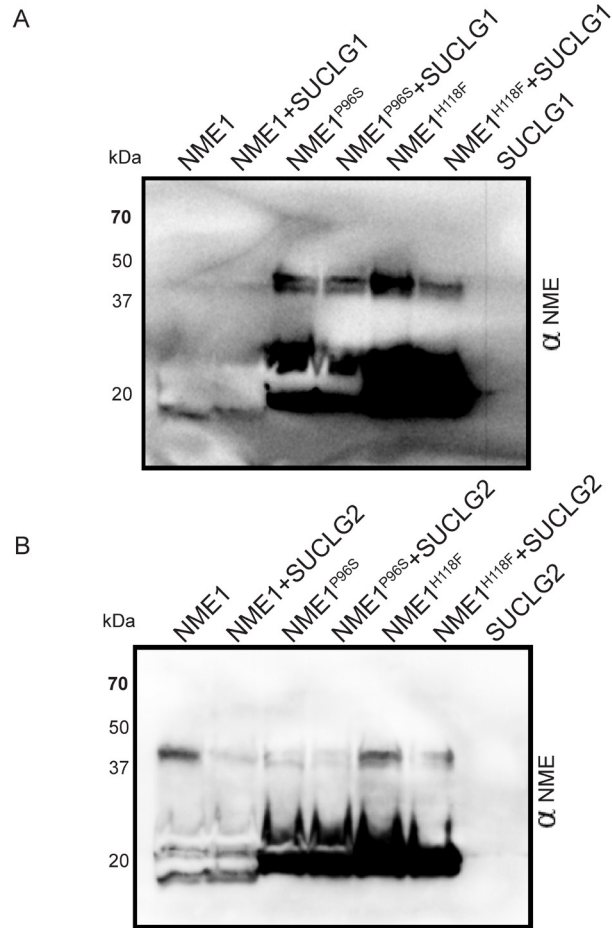 A
NME1
NME1+SUCLG1
NME1P96S
NME1P96S+SUCLG1
NME1H118F
NME1H118F+SUCLG1
SUCLG1
kDa
70
50
37
20
α NME
B
NME1
NME1+SUCLG2
NME1P96S
NME1P96S+SUCLG2
NME1H118F
NME1H118F+SUCLG2
SUCLG2
kDa
70
50
37
20
α NME